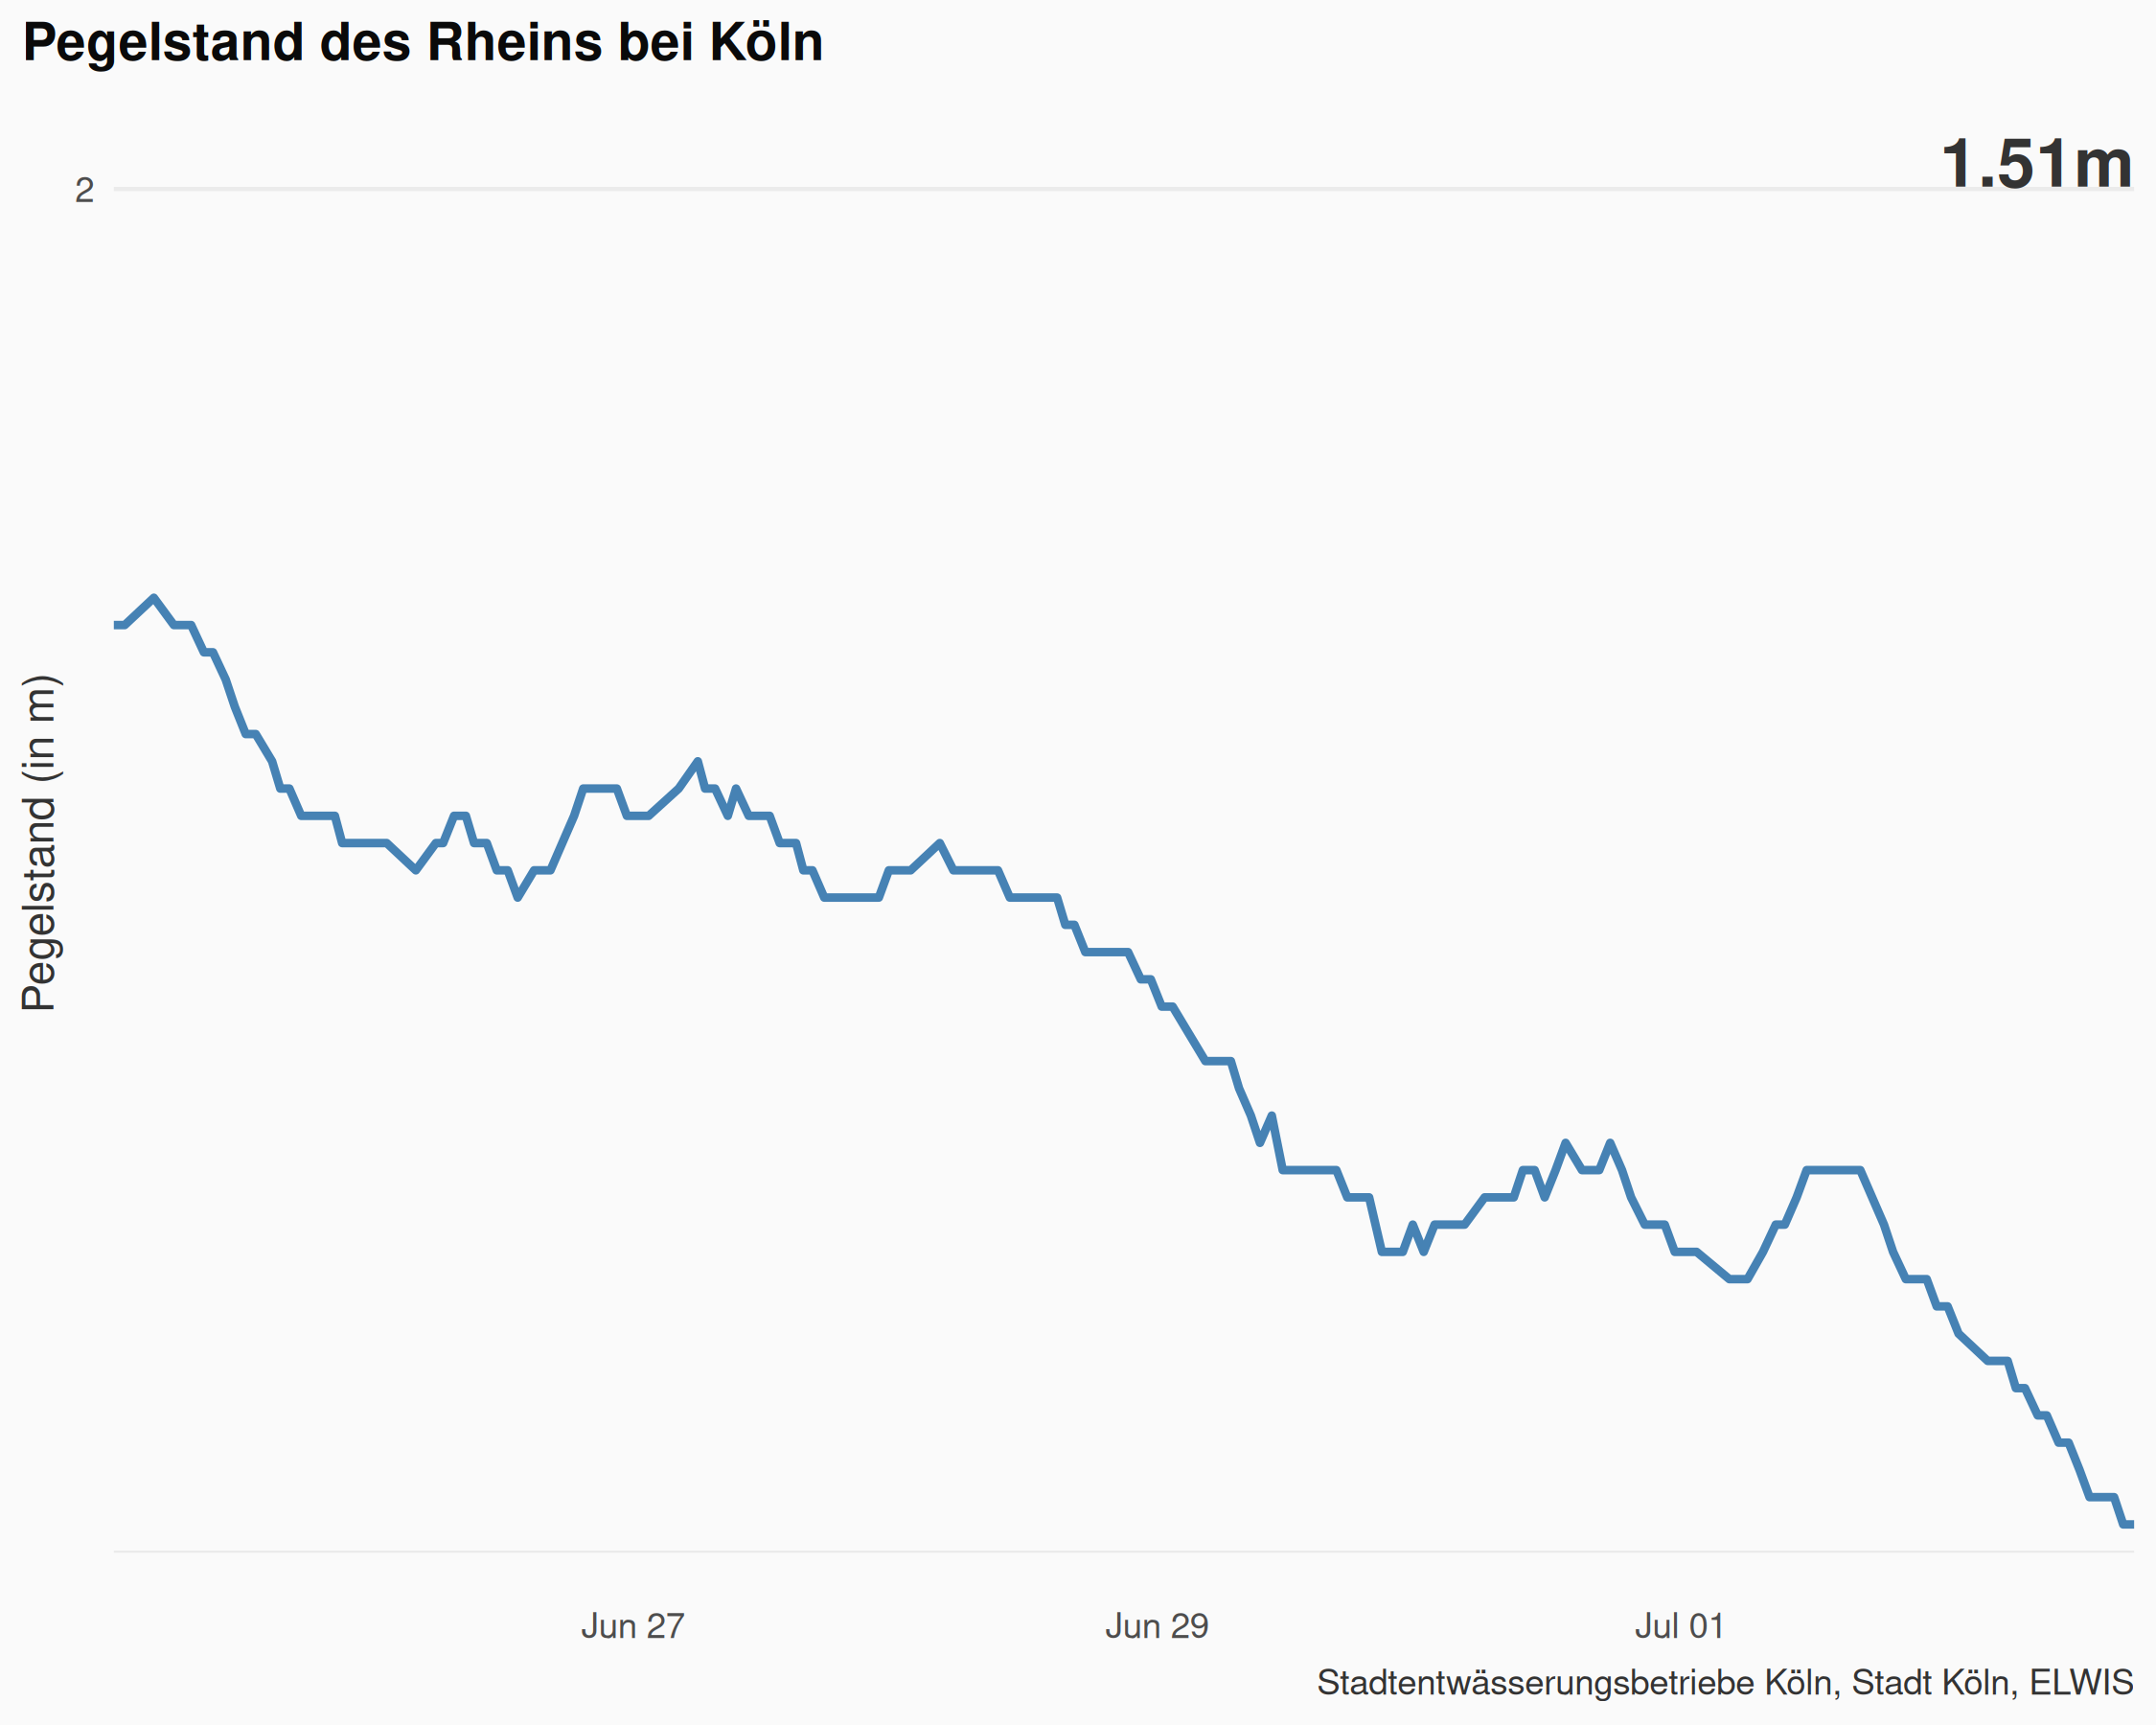 Pegelstand des Rheins bei Köln
1.51m
2
Pegelstand (in m)
Jun 27
Jun 29
Jul 01
Stadtentwässerungsbetriebe Köln, Stadt Köln, ELWIS